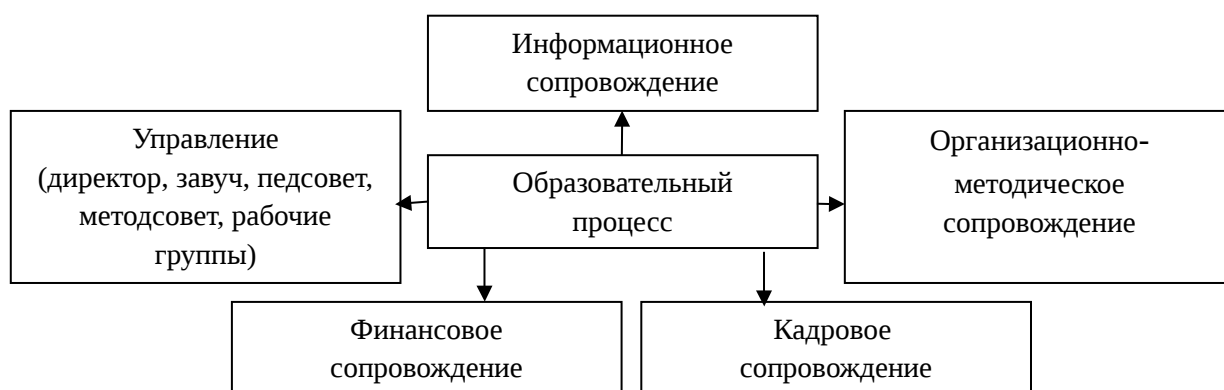 Информационное
сопровождение
Управление
(директор, завуч, педсовет,
методсовет, рабочие
группы)
Образовательный
процесс
Организационно-
методическое
сопровождение
Финансовое
сопровождение
Кадровое
сопровождение